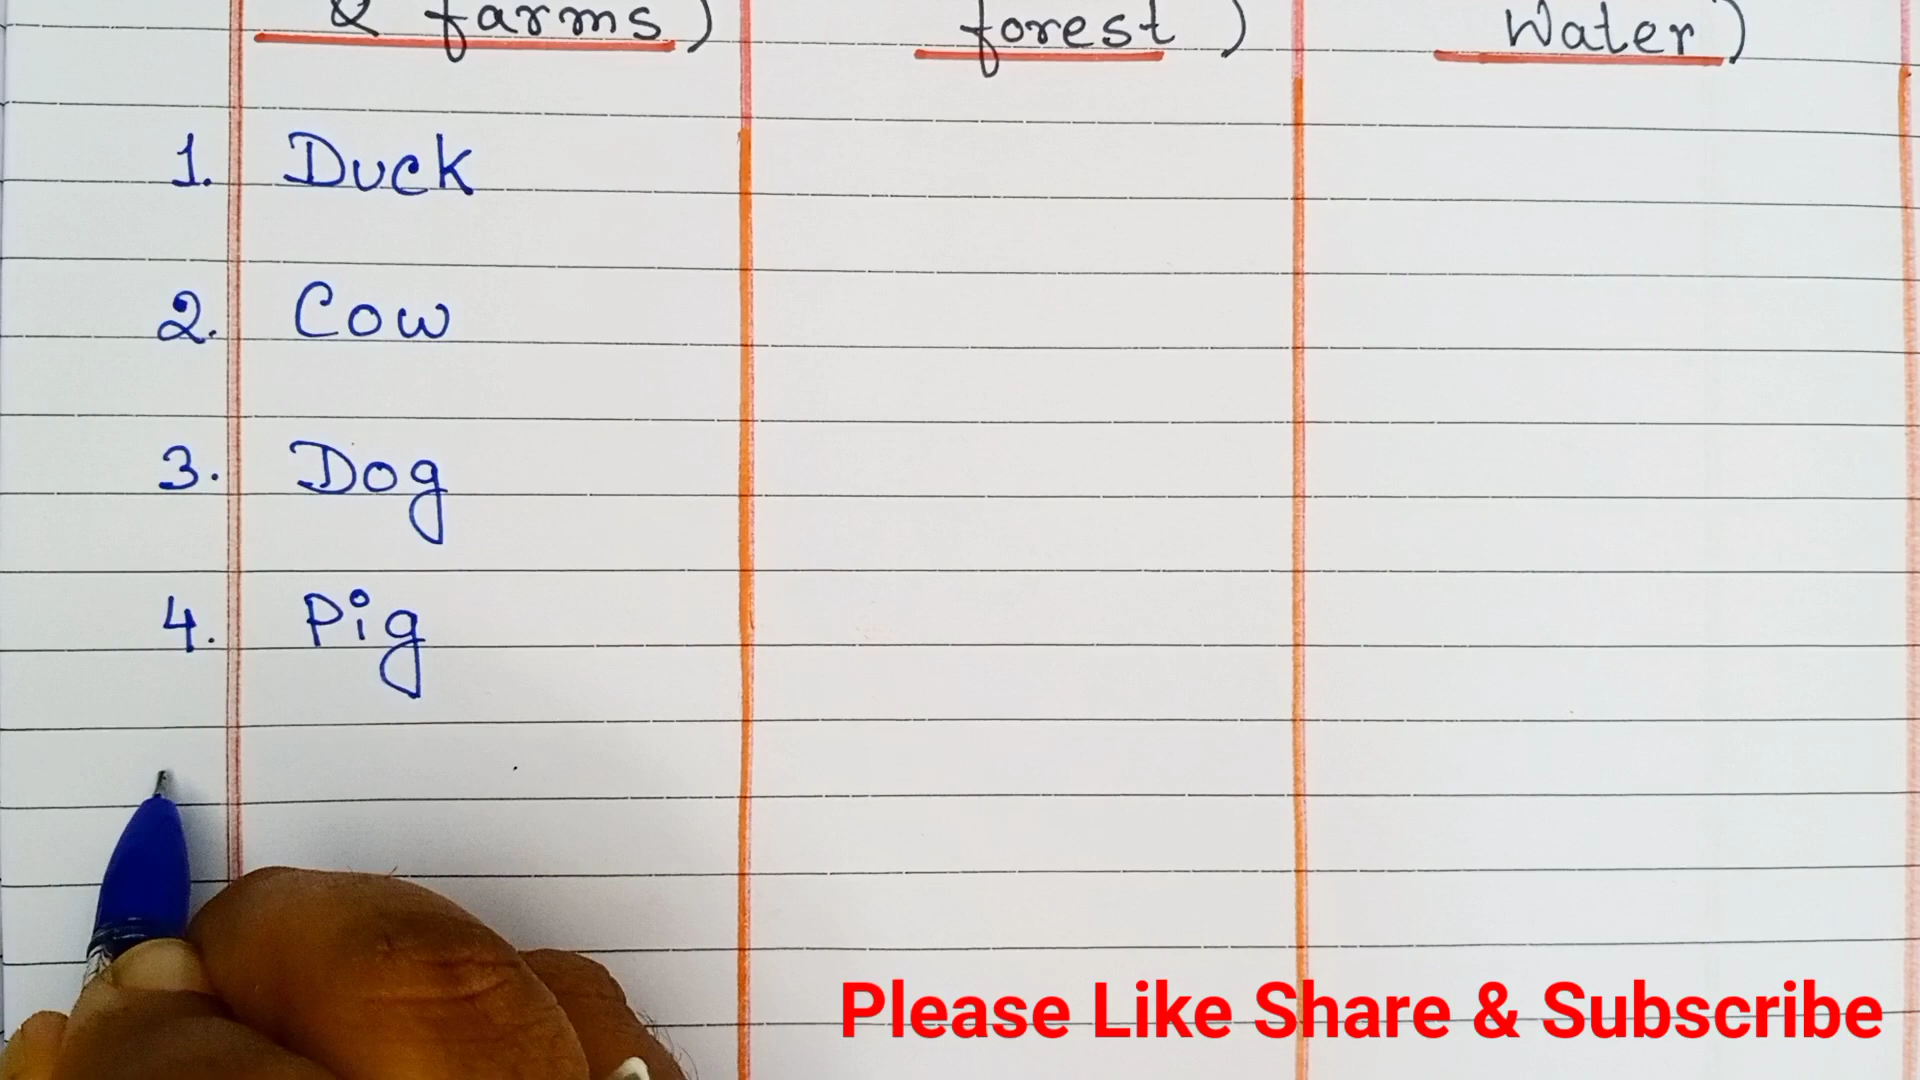 & farms) forest) Water)
1. Duck
2. Cow
3. Dog
4. Pig
Please Like Share & Subscribe